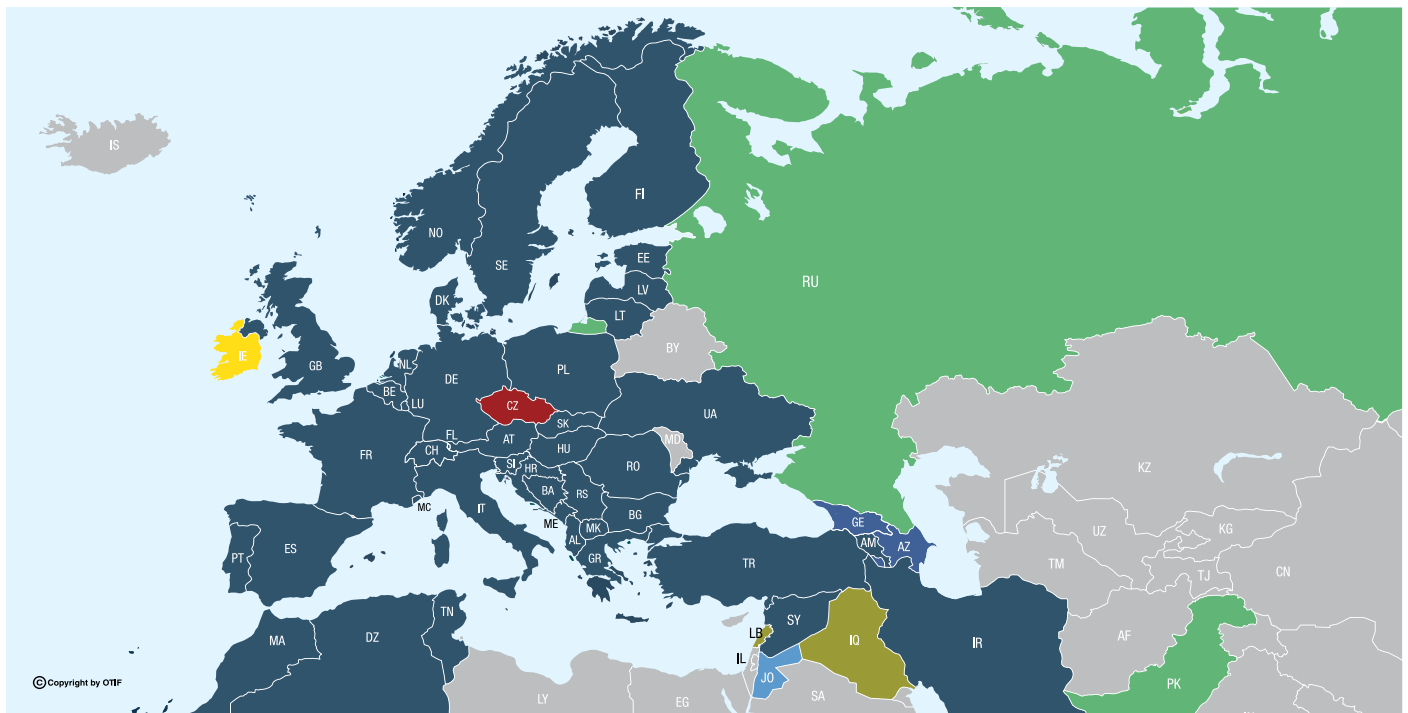 IS
FI
NO
SE
EE
RU
LV
DK
LT
BY
IE
GB
NL
PL
DE
BE
LU
CZ
UA
SK
FL
AT
MD
CH
HU
FR
SI
HR
RO
KZ
BA
RS
MC
IT
BG
ME
MK
GE
KG
UZ
AL
AM
AZ
ES
PT
GR
TR
TM
CN
TJ
TN
SY
LB
IQ
AF
MA
DZ
IR
IL
JO
PK
© Copyright by OTIF
LY
EG
SA